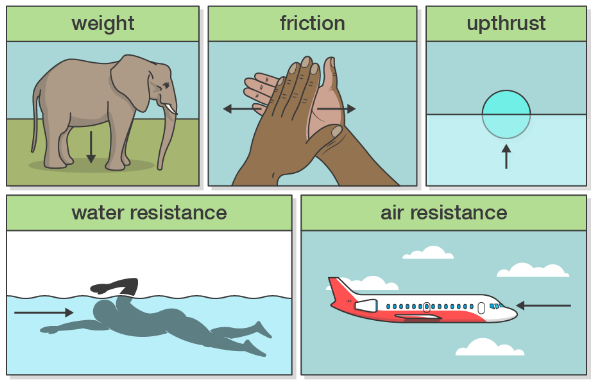 weight
friction
upthrust
water resistance
air resistance